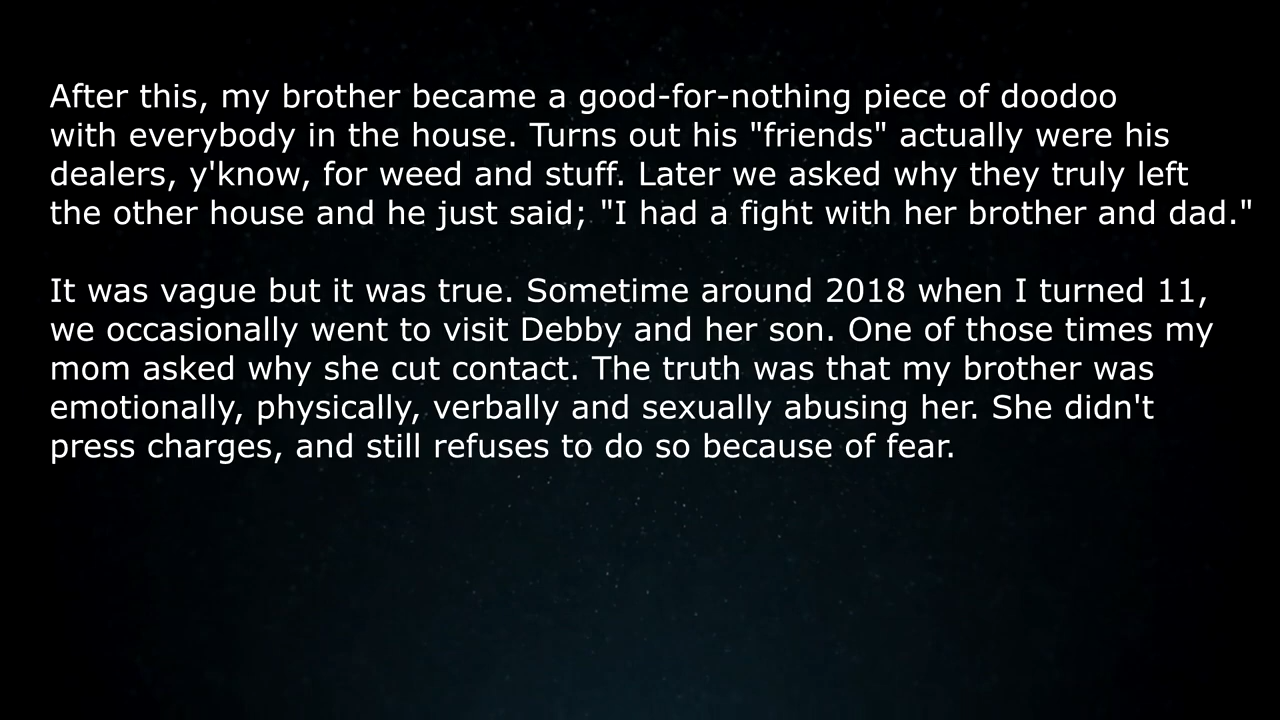 After this, my brother became a good-for-nothing piece of doodoo
with everybody in the house. Turns out his "friends" actually were his
dealers, y'know, for weed and stuff. Later we asked why they truly left
the other house and he just said; "I had a fight with her brother and dad."
It was vague but it was true. Sometime around 2018 when I turned 11,
we occasionally went to visit Debby and her son. One of those times my
mom asked why she cut contact. The truth was that my brother was
emotionally, physically, verbally and sexually abusing her. She didn't
press charges, and still refuses to do so because of fear.